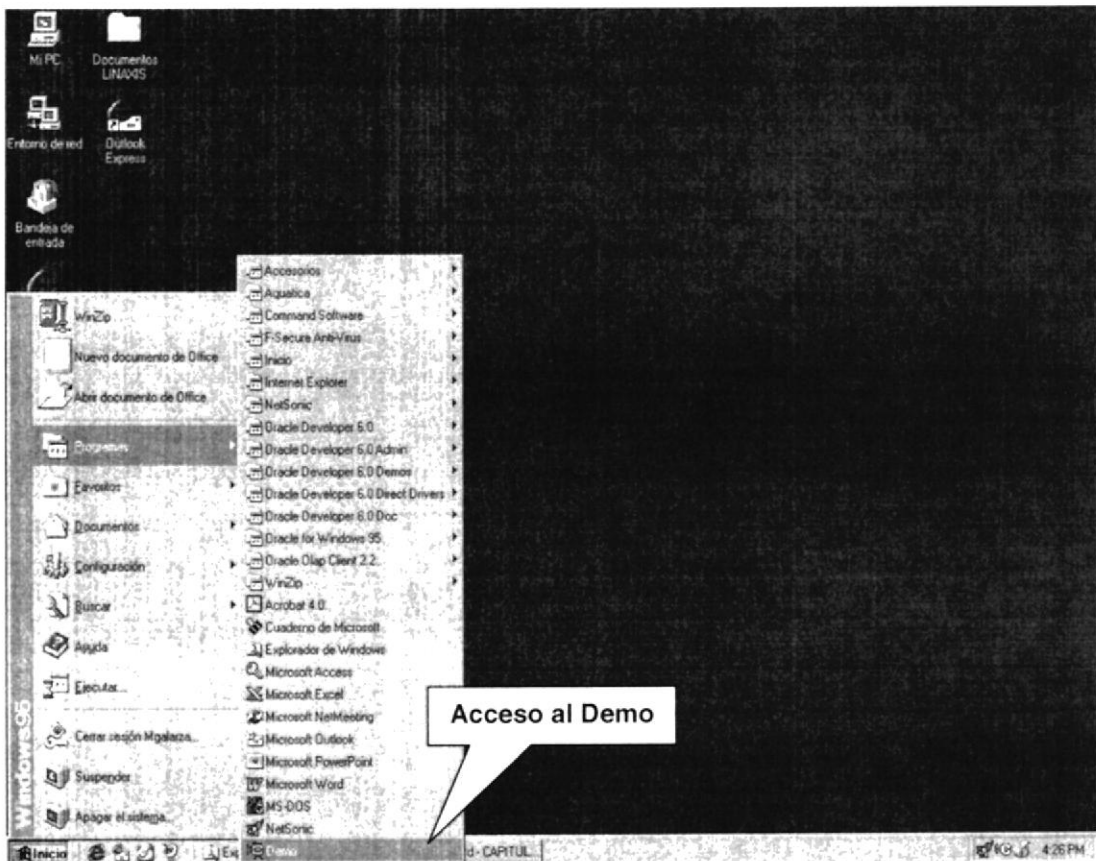 Mi PC
Documentos
LINAXIS
Entorno de red
Outlook
Express
Bandeja de
entrada
WinZip
Nuevo documento de Office
Abrir documento de Office
Programas
Favoritos
Documentos
Configuración
Buscar
Ayuda
Ejecutar...
Cerrar sesión Mgalarza...
Suspender
Apagar el sistema...
Windows95
Accesorios
Aquatica
Command Software
F-Secure Anti-Virus
Inicio
Internet Explorer
NetSonic
Oracle Developer 6.0
Oracle Developer 6.0 Admin
Oracle Developer 6.0 Demos
Oracle Developer 6.0 Direct Drivers
Oracle Developer 6.0 Doc
Oracle for Windows 95
Oracle Olap Client 2.2
WinZip
Acrobat 4.0
Cuaderno de Microsoft
Explorador de Windows
Microsoft Access
Microsoft Excel
Microsoft NetMeeting
Microsoft Outlook
Microsoft PowerPoint
Microsoft Word
MS-DOS
NetSonic
Demo
Acceso al Demo
Inicio
Ex
d - CAPITUL...
4:26 PM